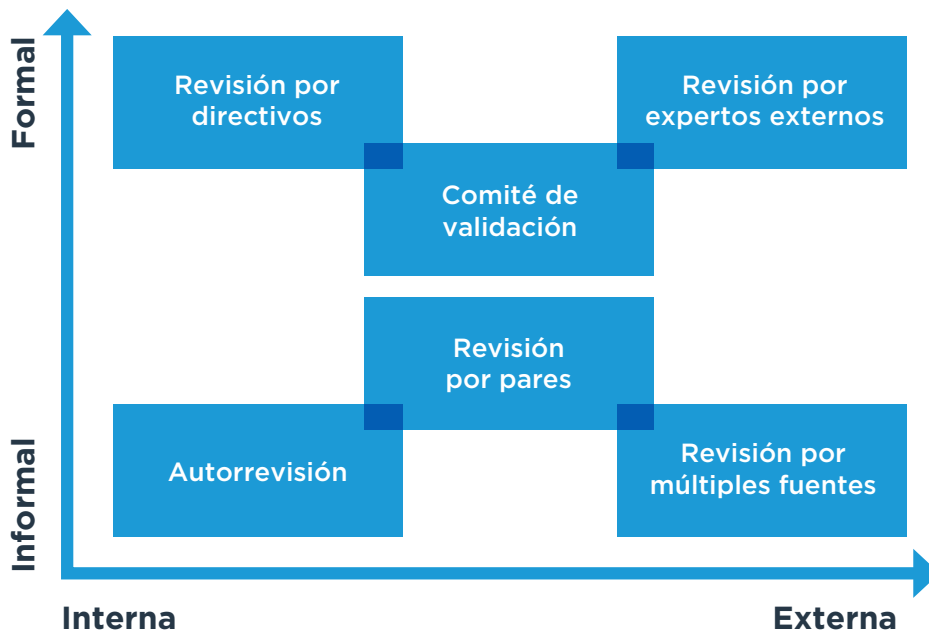 Formal
Revisión por
directivos
Revisión por
expertos externos
Comité de
validación
Revisión
por pares
Informal
Autorrevisión
Revisión por
múltiples fuentes
Interna
Externa